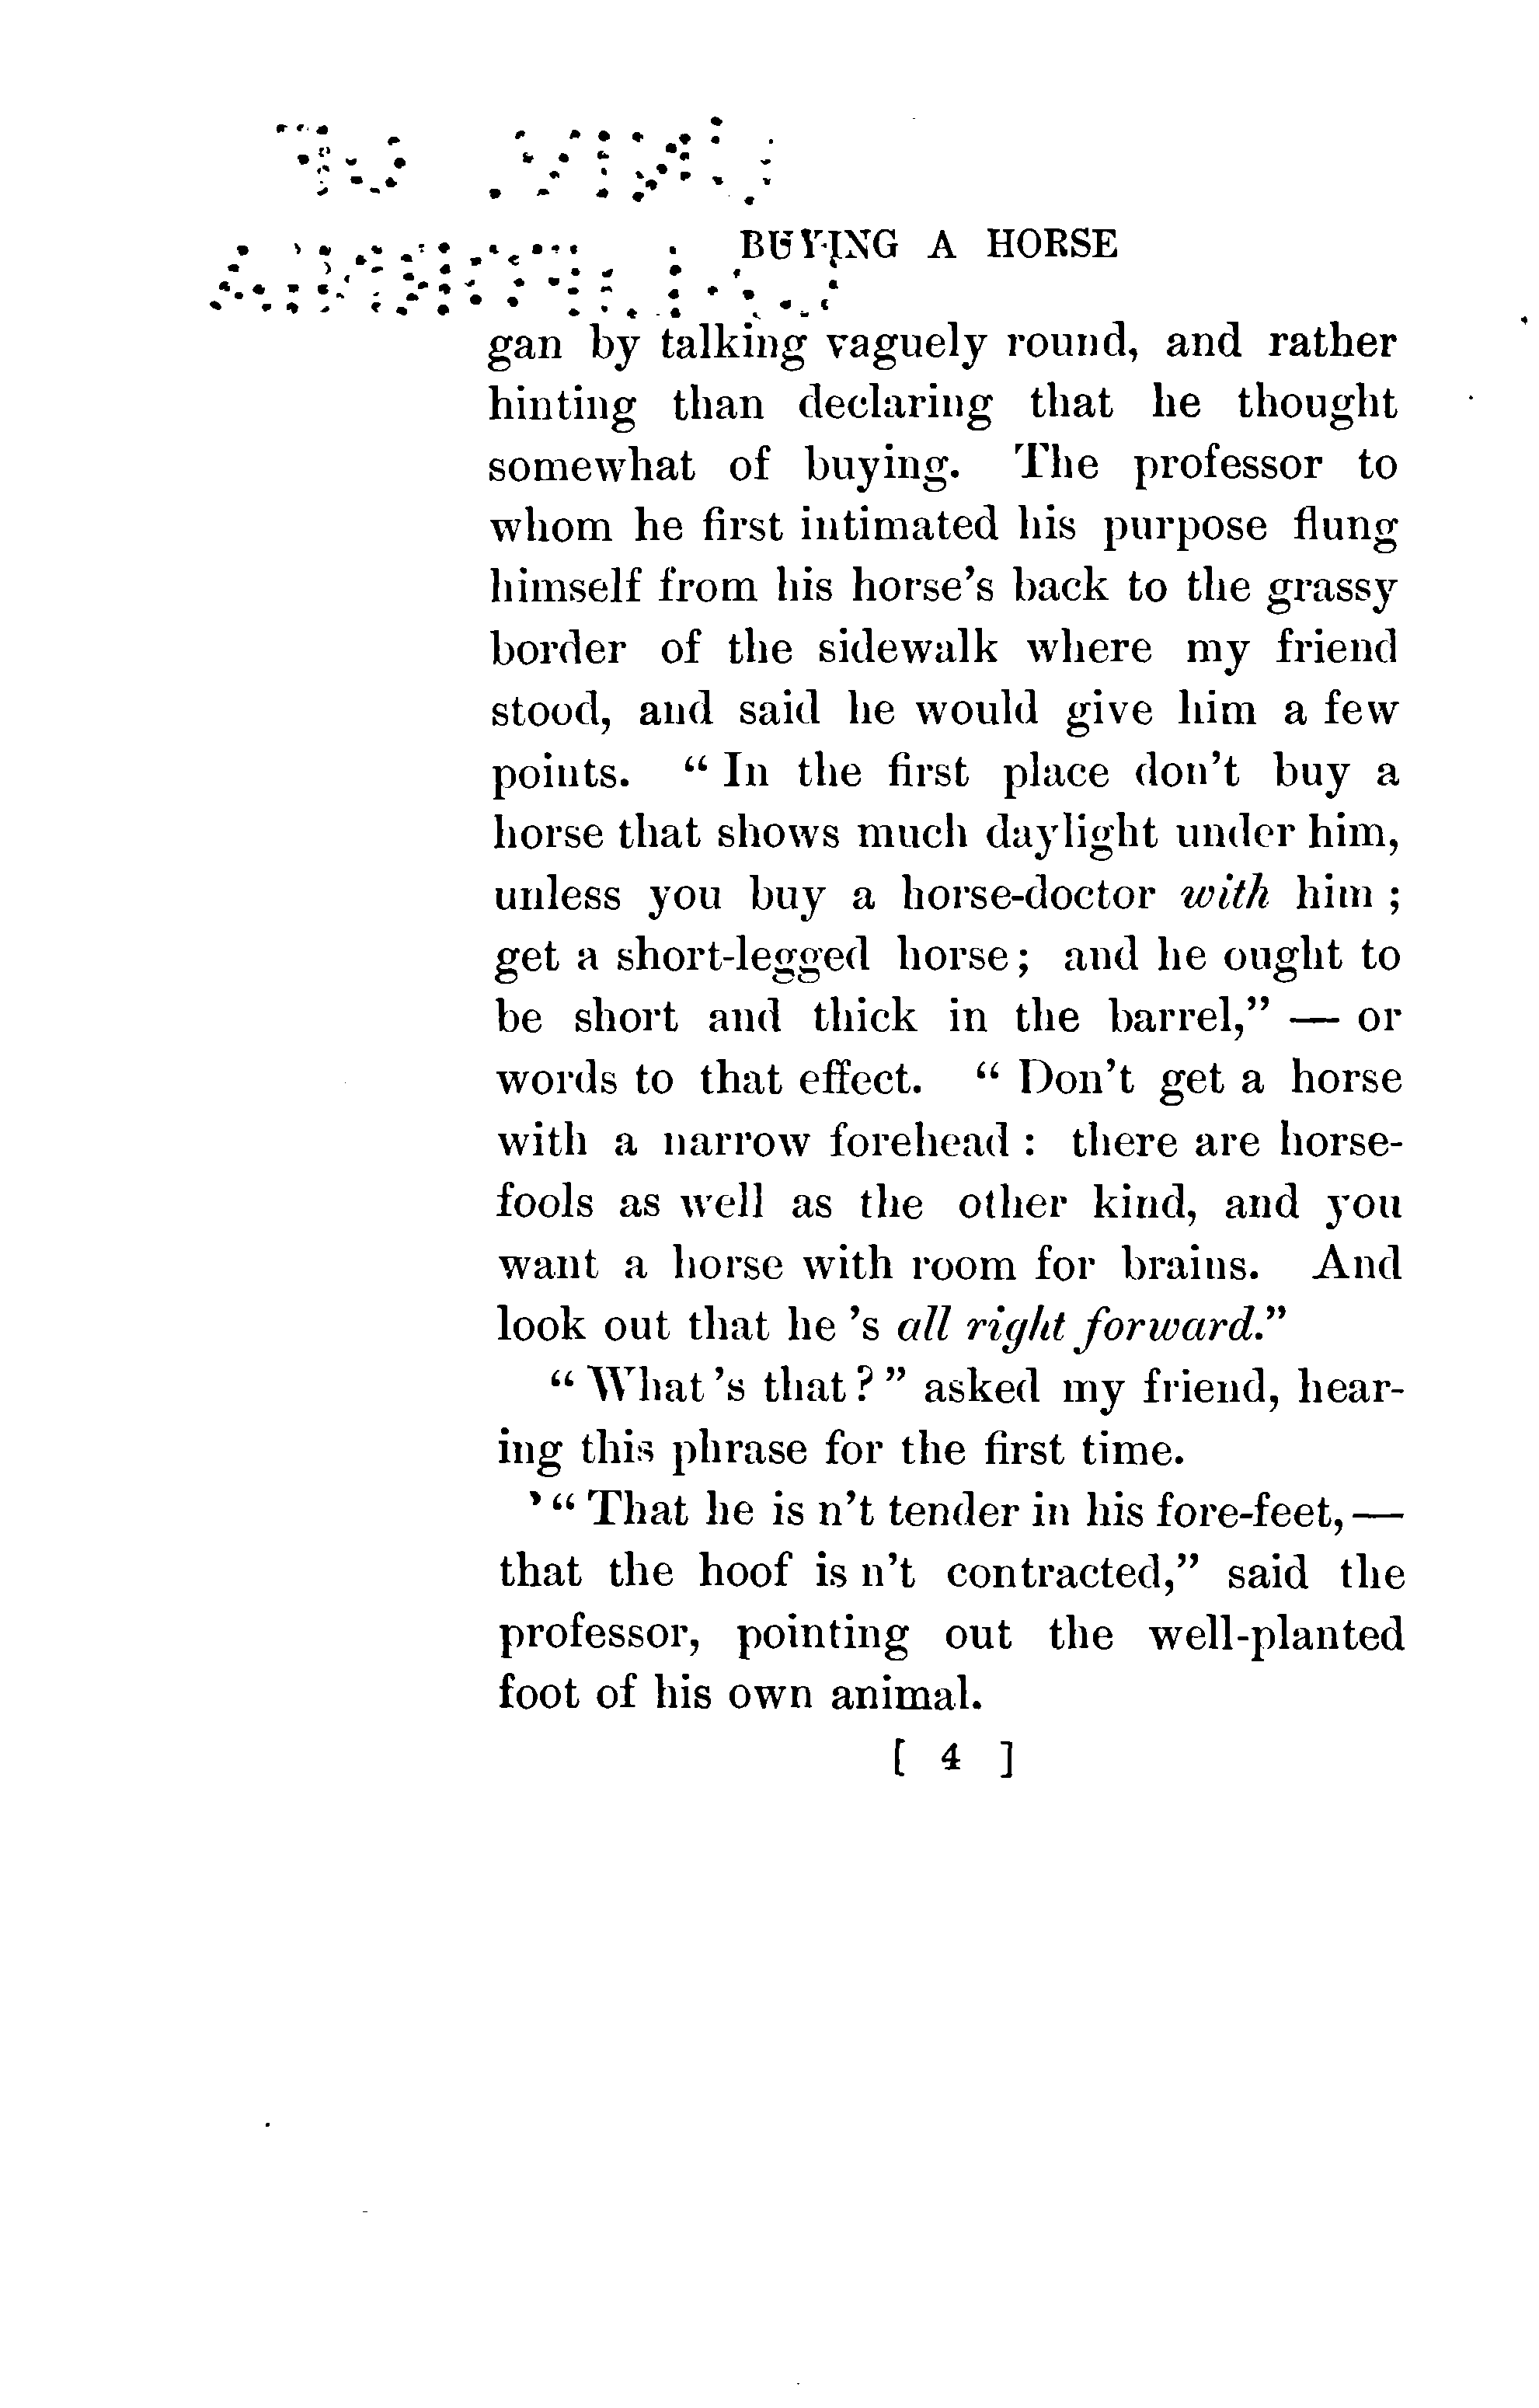 BUYING A HORSE
gan by talking vaguely round, and rather
hinting than declaring that he thought
somewhat of buying. The professor to
whom he first intimated his purpose flung
himself from his horse's back to the grassy
border of the sidewalk where my friend
stood, and said he would give him a few
points. " In the first place don't buy a
horse that shows much daylight under him,
unless you buy a horse-doctor with him ;
get a short-legged horse; and he ought to
be short and thick in the barrel," — or
words to that effect. " Don't get a horse
with a narrow forehead : there are horse-
fools as well as the other kind, and you
want a horse with room for brains. And
look out that he 's all right forward."
" What 's that ? " asked my friend, hear-
ing this phrase for the first time.
" That he is n't tender in his fore-feet, —
that the hoof is n't contracted," said the
professor, pointing out the well-planted
foot of his own animal.
[ 4 ]